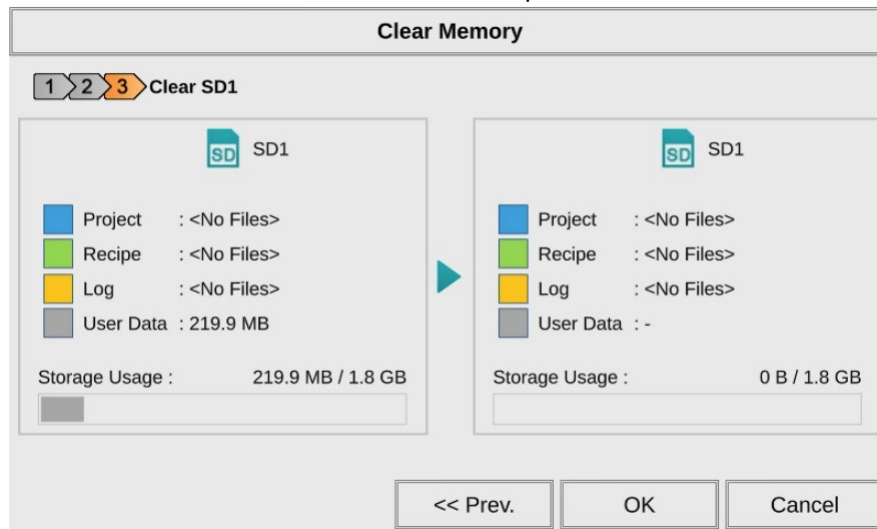 Clear Memory
1 2 3 Clear SD1
SD SD1
Project : <No Files>
Recipe : <No Files>
Log : <No Files>
User Data : 219.9 MB
Storage Usage : 219.9 MB / 1.8 GB
SD SD1
Project : <No Files>
Recipe : <No Files>
Log : <No Files>
User Data : -
Storage Usage : 0 B / 1.8 GB
<< Prev.
OK
Cancel